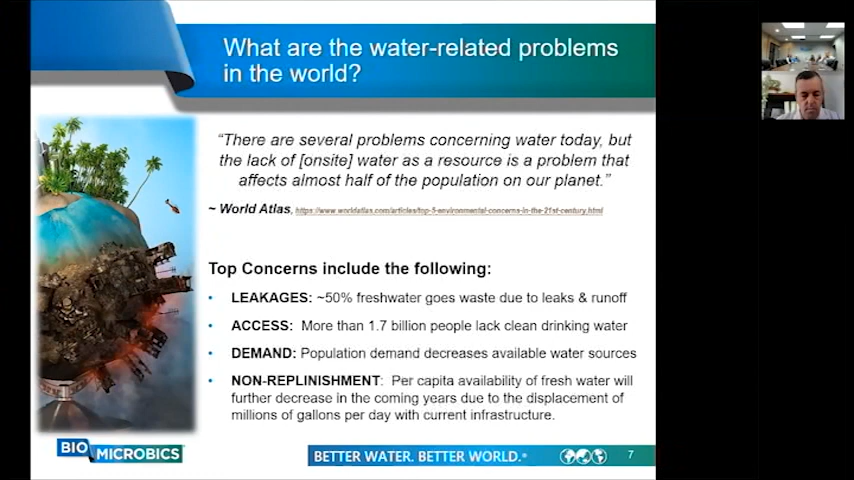 What are the water-related problems
in the world?
“There are several problems concerning water today, but
the lack of [onsite] water as a resource is a problem that
affects almost half of the population on our planet.”
~ World Atlas, https://www.worldatlas.com/articles/top-5-environmental-concerns-in-the-21st-century.html
Top Concerns include the following:
• LEAKAGES: ~50% freshwater goes waste due to leaks & runoff
• ACCESS: More than 1.7 billion people lack clean drinking water
• DEMAND: Population demand decreases available water sources
• NON-REPLINISHMENT: Per capita availability of fresh water will
further decrease in the coming years due to the displacement of
millions of gallons per day with current infrastructure.
BIO
MICROBICS
BETTER WATER. BETTER WORLD.®
7